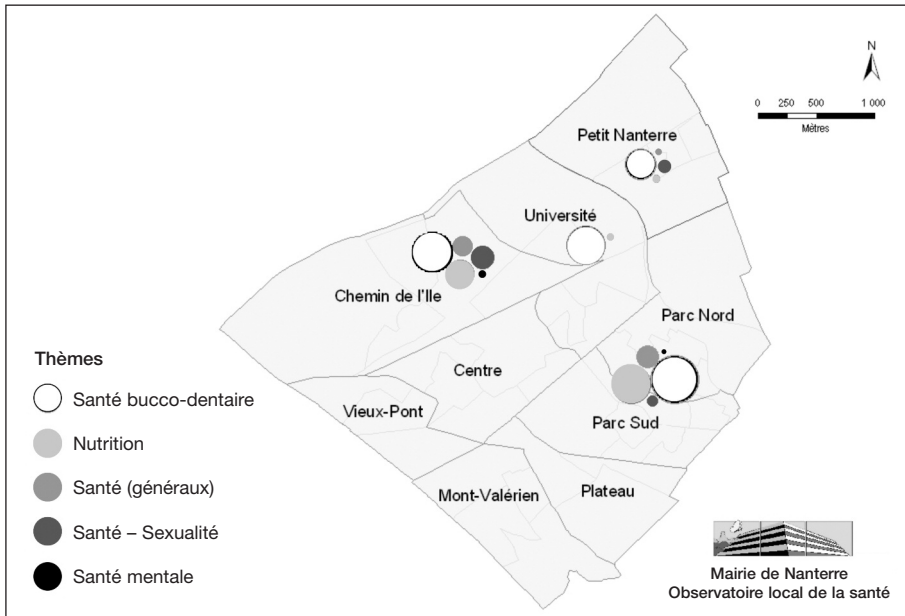 N
0 250 500 1 000
Mètres
Petit Nanterre
Université
Chemin de l'Ile
Parc Nord
Centre
Vieux-Pont
Parc Sud
Mont-Valérien
Plateau
Thèmes
Santé bucco-dentaire
Nutrition
Santé (généraux)
Santé – Sexualité
Santé mentale
Mairie de Nanterre
Observatoire local de la santé